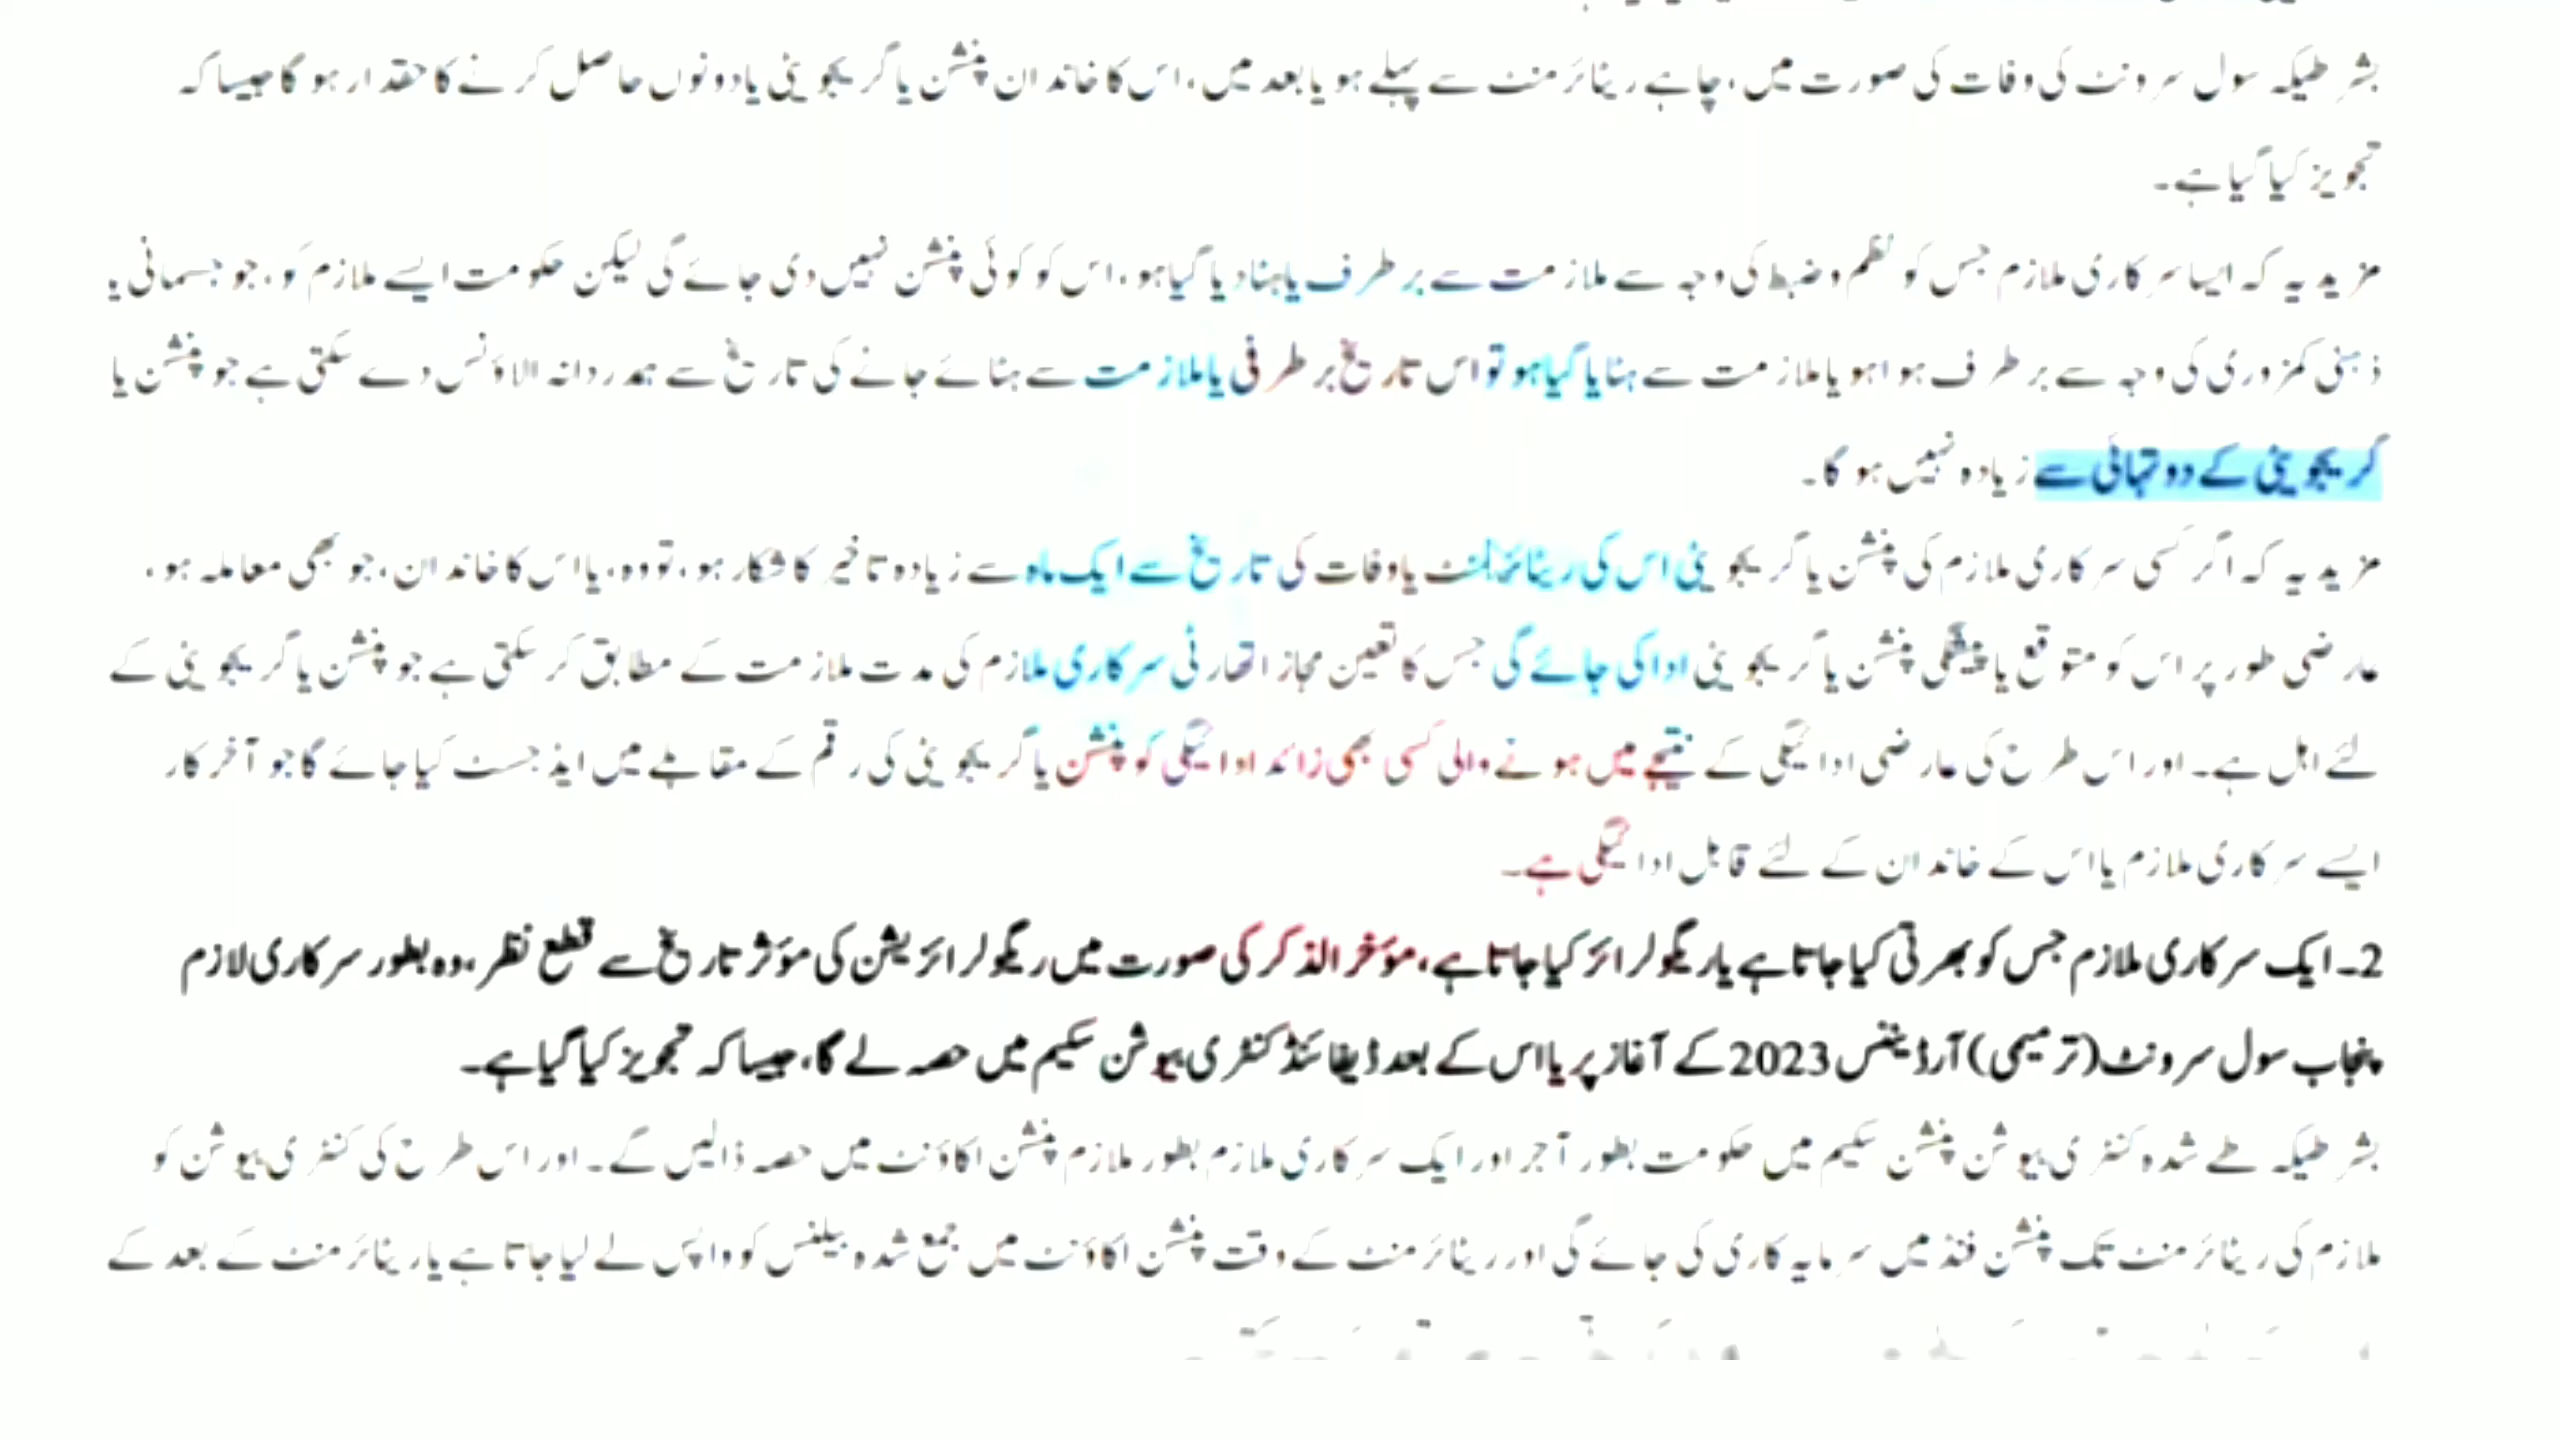 بشرطیکہ سول سرونٹ کی وفات کی صورت میں، چاہے ریٹائرمنٹ سے پہلے ہو یا بعد میں، اس کا خاندان پنشن یا گریجویٹی یا دونوں حاصل کرنے کا حقدار ہو گا جیسا کہ
تجویز کیا گیا ہے۔
مزید یہ کہ ایسا سرکاری ملازم جس کو نظم و ضبط کی وجہ سے ملازمت سے برطرف یا ہٹا دیا گیا ہو، اس کو کوئی پنشن نہیں دی جائے گی لیکن حکومت ایسے ملازم کو، جو جسمانی یا
ذہنی کمزوری کی وجہ سے برطرف ہوا ہو یا ملازمت سے ہٹایا گیا ہو تو اس تاریخ برطرفی یا ملازمت سے ہٹائے جانے کی تاریخ سے ہمدردانہ الاؤنس دے سکتی ہے جو پنشن یا
گریجویٹی کے دو تہائی سے زیادہ نہیں ہو گا۔
مزید یہ کہ اگر کسی سرکاری ملازم کی پنشن یا گریجویٹی اس کی ریٹائرمنٹ یا وفات کی تاریخ سے ایک ماہ سے زیادہ تاخیر کا شکار ہو، تو وہ، یا اس کا خاندان، جو بھی معاملہ ہو،
عارضی طور پر اس کو متوقع یا پیشگی پنشن یا گریجویٹی ادا کی جائے گی جس کا تعین مجاز اتھارٹی سرکاری ملازم کی مدت ملازمت کے مطابق کر سکتی ہے جو پنشن یا گریجویٹی کے
لئے اہل ہے۔ اور اس طرح کی عارضی ادائیگی کے نتیجے میں ہونے والی کسی بھی زائد ادائیگی کو پنشن یا گریجویٹی کی رقم کے مقابلے میں ایڈجسٹ کیا جائے گا جو آخر کار
ایسے سرکاری ملازم یا اس کے خاندان کے لئے قابل ادائیگی ہے۔
2۔ ایک سرکاری ملازم جس کو بھرتی کیا جاتا ہے یا ریگولرائز کیا جاتا ہے، مؤخر الذکر کی صورت میں ریگولرائزیشن کی مؤثر تاریخ سے قطع نظر، وہ بطور سرکاری لازم
پنجاب سول سرونٹ (ترمیمی) آرڈیننس 2023 کے آغاز پر یا اس کے بعد ڈیفائنڈ کنٹری بیوشن سکیم میں حصہ لے گا، جیسا کہ تجویز کیا گیا ہے۔
بشرطیکہ طے شدہ کنٹری بیوشن پنشن سکیم میں حکومت بطور آجر اور ایک سرکاری ملازم بطور ملازم پنشن اکاؤنٹ میں حصہ ڈالیں گے۔ اور اس طرح کی کنٹری بیوشن کو
ملازم کی ریٹائرمنٹ تک پنشن فنڈ میں سرمایہ کاری کی جائے گی اور ریٹائرمنٹ کے وقت پنشن اکاؤنٹ میں جمع شدہ بیلنس کو واپس لے لیا جاتا ہے یا ریٹائرمنٹ کے بعد کے